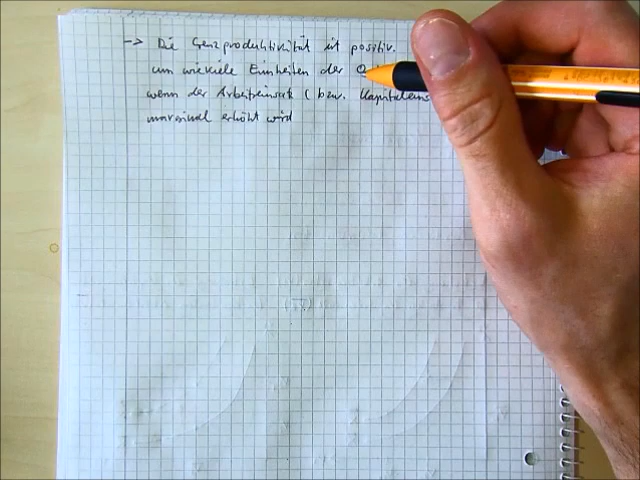 -> Die Grenzproduktivität ist positiv.
um wieviele Einheiten der
wenn der Arbeitseinsatz ( bzw. Kapitaleins
marginal erhöht wird